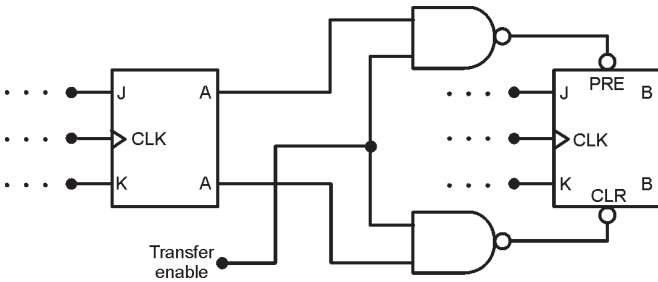 J A
CLK
K A
Transfer
enable
PRE
J B
CLK
K B
CLR